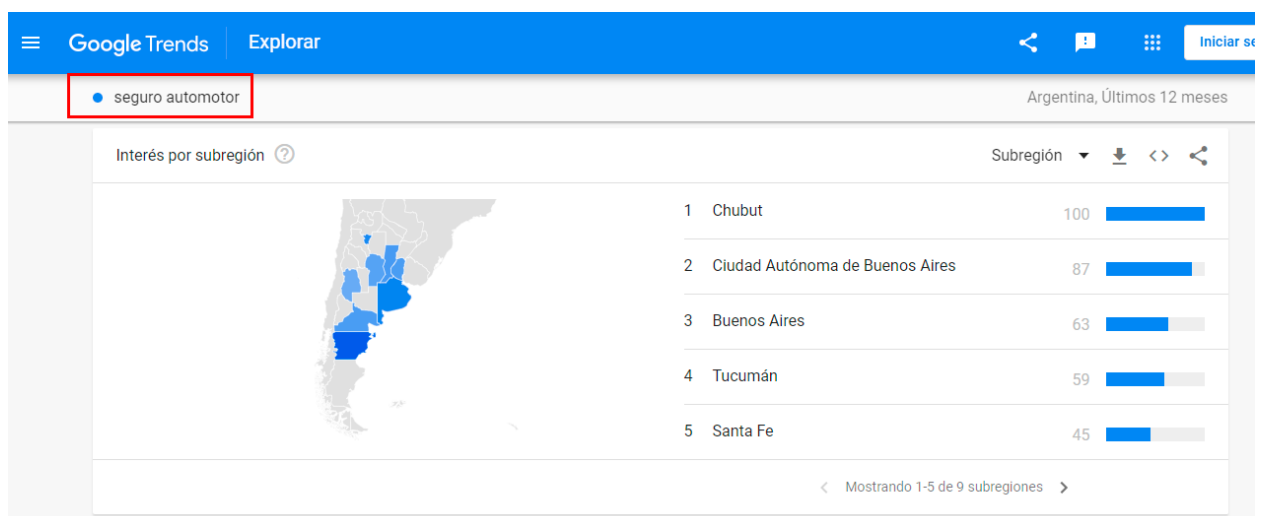 Google Trends Explorar Iniciar se
seguro automotor Argentina, Últimos 12 meses
Interés por subregión ? Subregión <>
1 Chubut 100
2 Ciudad Autónoma de Buenos Aires 87
3 Buenos Aires 63
4 Tucumán 59
5 Santa Fe 45
Mostrando 1-5 de 9 subregiones